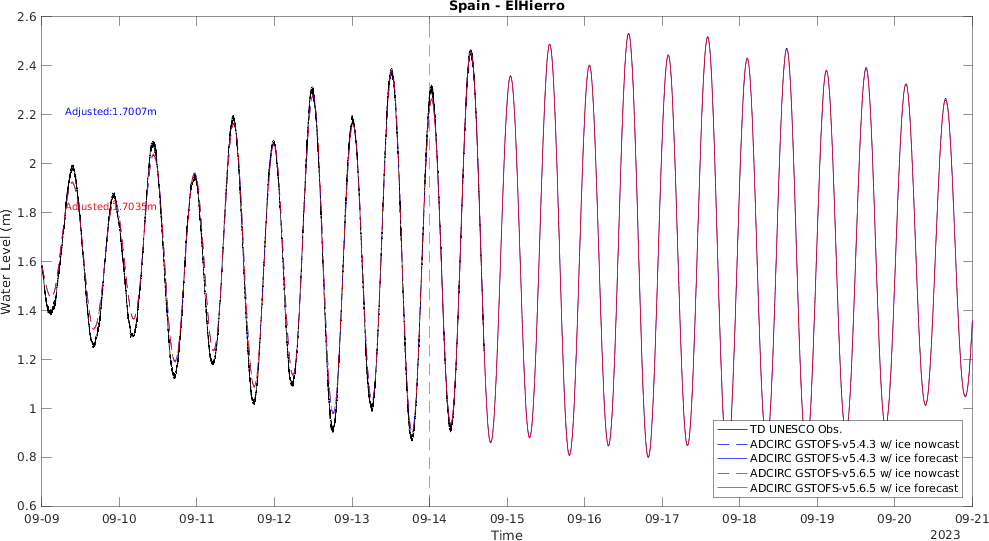 Spain - ElHierro
2.6
2.4
2.2
2
1.8
1.6
1.4
1.2
1
0.8
0.6
Water Level (m)
Adjusted:1.7007m
Adjusted:1.7035m
TD UNESCO Obs.
ADCIRC GSTOFS-v5.4.3 w/ ice nowcast
ADCIRC GSTOFS-v5.4.3 w/ ice forecast
ADCIRC GSTOFS-v5.6.5 w/ ice nowcast
ADCIRC GSTOFS-v5.6.5 w/ ice forecast
09-09 09-10 09-11 09-12 09-13 09-14 09-15 09-16 09-17 09-18 09-19 09-20 09-21
Time
2023